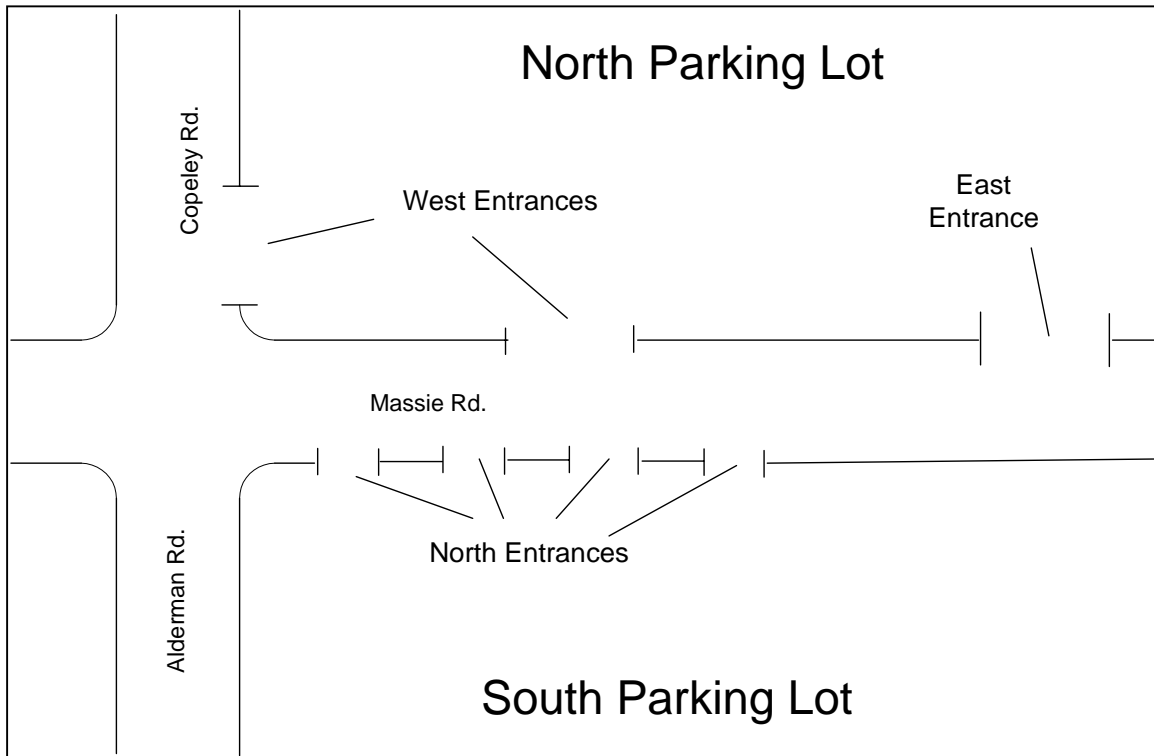 North Parking Lot
Copeley Rd.
West Entrances
East
Entrance
Massie Rd.
North Entrances
Alderman Rd.
South Parking Lot